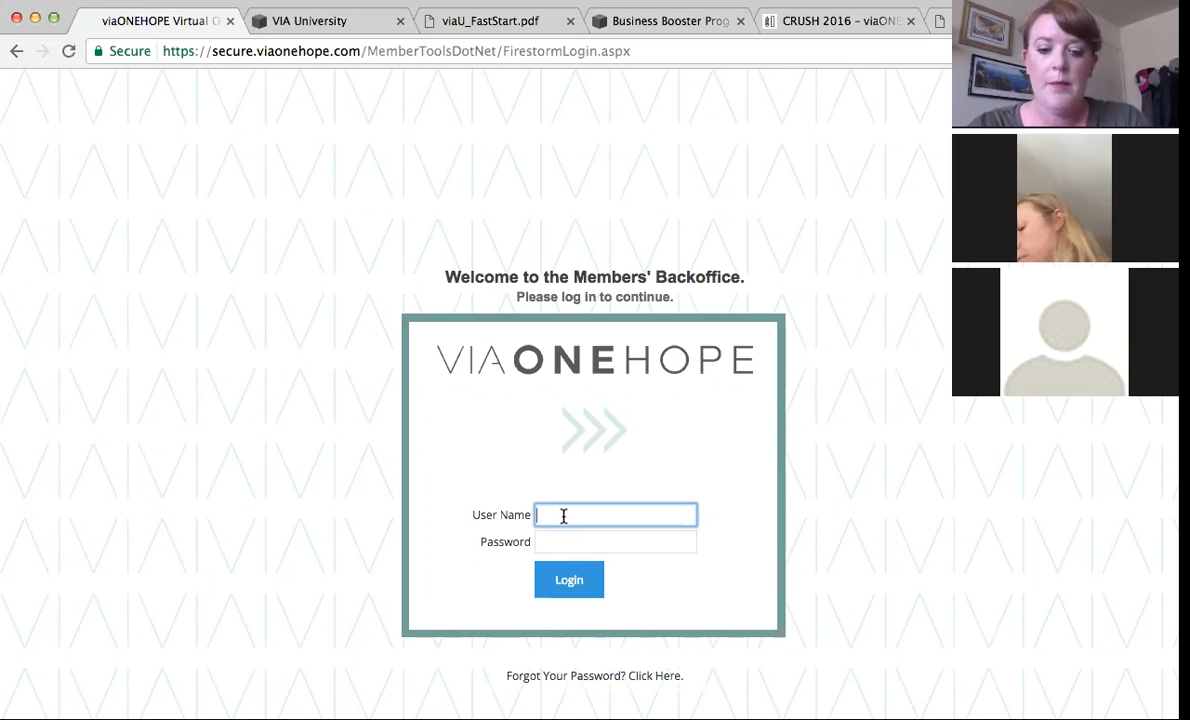 viaONEHOPE Virtual O
VIA University
viaU_FastStart.pdf
Business Booster Prog
CRUSH 2016 – viaONE
Secure
https://secure.viaonehope.com/MemberToolsDotNet/FirestormLogin.aspx
Welcome to the Members' Backoffice.
Please log in to continue.
VIAONEHOPE
User Name
Password
Login
Forgot Your Password? Click Here.